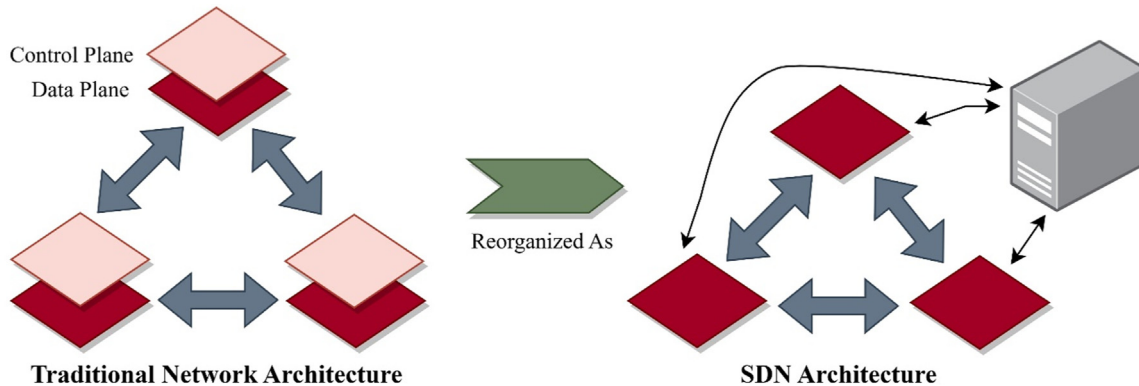 Control Plane
Data Plane
Reorganized As
Traditional Network Architecture
SDN Architecture